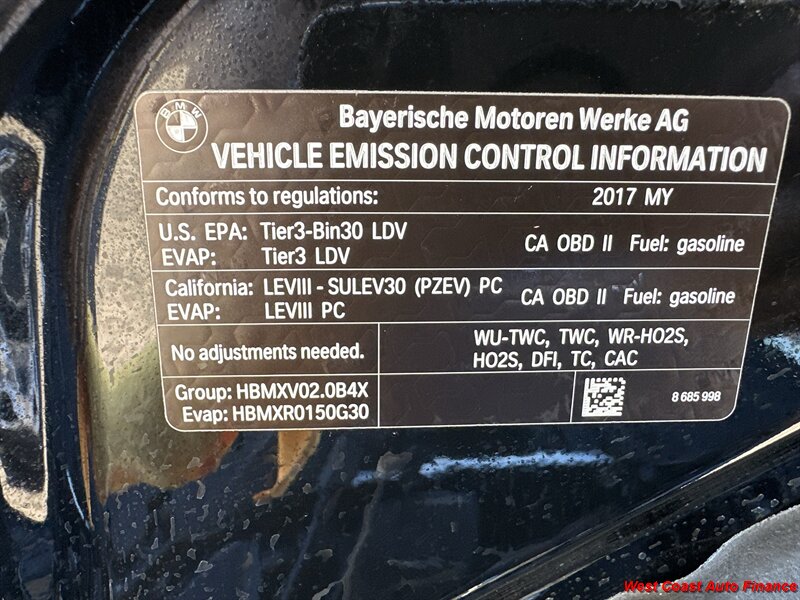 BMW
Bayerische Motoren Werke AG
VEHICLE EMISSION CONTROL INFORMATION
Conforms to regulations: 2017 MY
U.S. EPA: Tier3-Bin30 LDV
EVAP: Tier3 LDV
CA OBD II Fuel: gasoline
California: LEVIII - SULEV30 (PZEV) PC
EVAP: LEVIII PC
CA OBD II Fuel: gasoline
No adjustments needed.
WU-TWC, TWC, WR-HO2S,
HO2S, DFI, TC, CAC
Group: HBMXV02.0B4X
Evap: HBMXR0150G30
8 685 998
West Coast Auto Finance